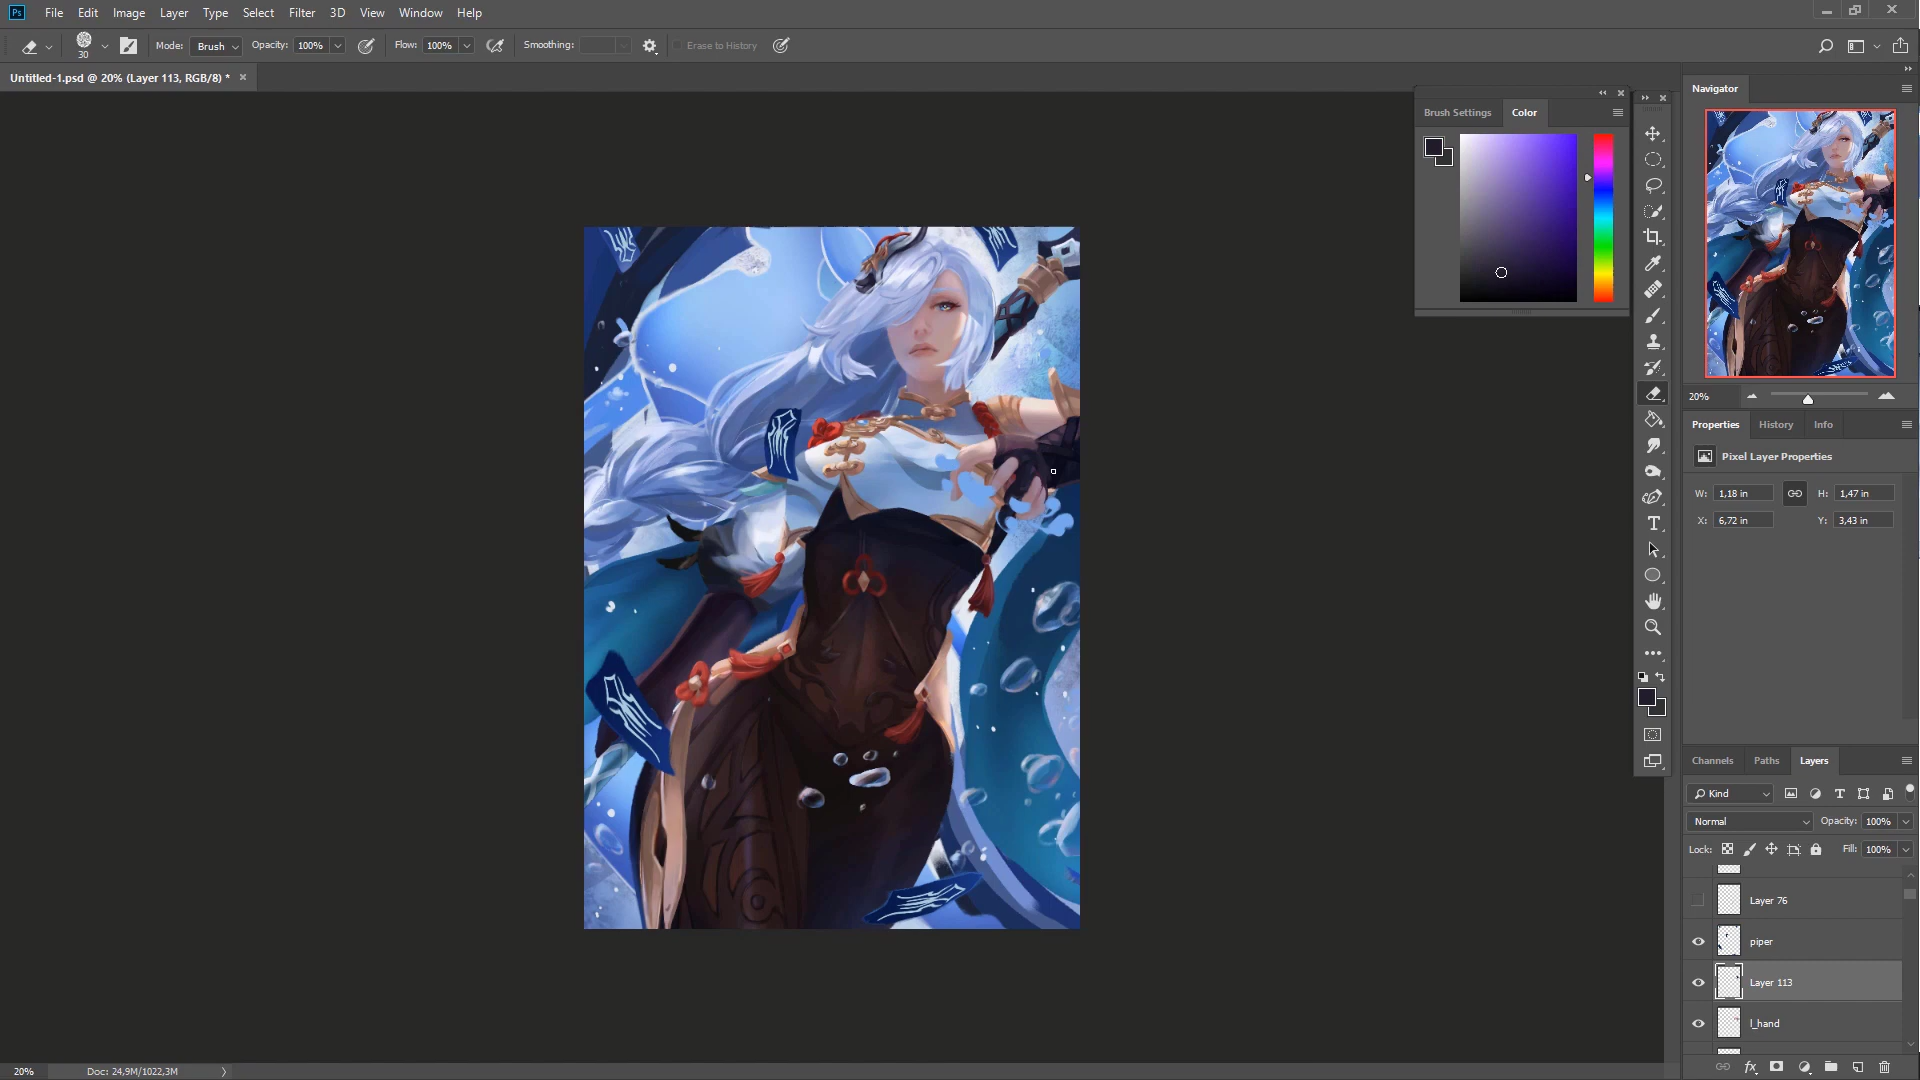 Ps File Edit Image Layer Type Select Filter 3D View Window Help
30 Mode: Brush Opacity: 100% Flow: 100% Smoothing: Erase to History
Untitled-1.psd @ 20% (Layer 113, RGB/8) *
Brush Settings Color
Navigator
20%
Properties History Info
Pixel Layer Properties
W: 1,18 in H: 1,47 in
X: 6,72 in Y: 3,43 in
Channels Paths Layers
Kind
Normal Opacity: 100%
Lock: Fill: 100%
Layer 76
piper
Layer 113
l_hand
20% Doc: 24,9M/1022,3M